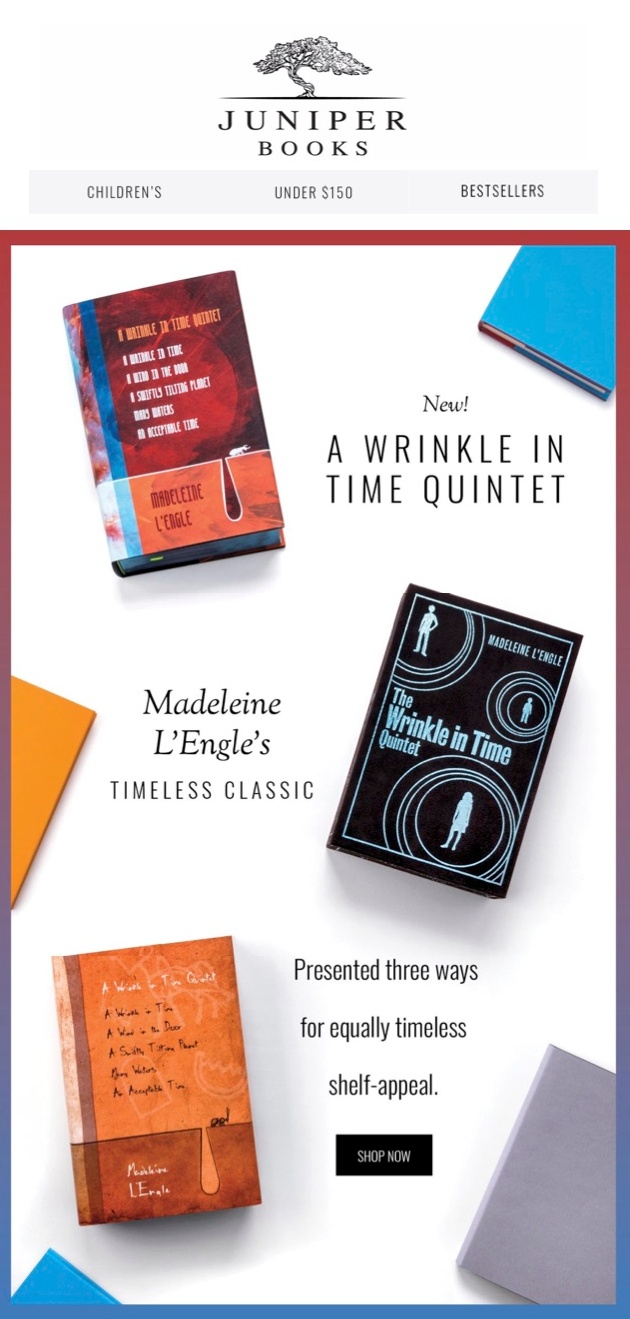 JUNIPER
BOOKS
CHILDREN'S
UNDER $150
BESTSELLERS
A WRINKLE IN TIME QUINTET
A WRINKLE IN TIME
A WIND IN THE DOOR
A SWIFTLY TILTING PLANET
MANY WATERS
AN ACCEPTABLE TIME
MADELEINE
L'ENGLE
New!
A WRINKLE IN
TIME QUINTET
MADELEINE L'ENGLE
The
Wrinkle in Time
Quintet
Madeleine
L'Engle's
TIMELESS CLASSIC
A Wrinkle in Time Quintet
A Wrinkle in Time
A Wind in the Door
A Swiftly Tilting Planet
Many Waters
An Acceptable Time
Madeleine
L'Engle
Presented three ways
for equally timeless
shelf-appeal.
SHOP NOW